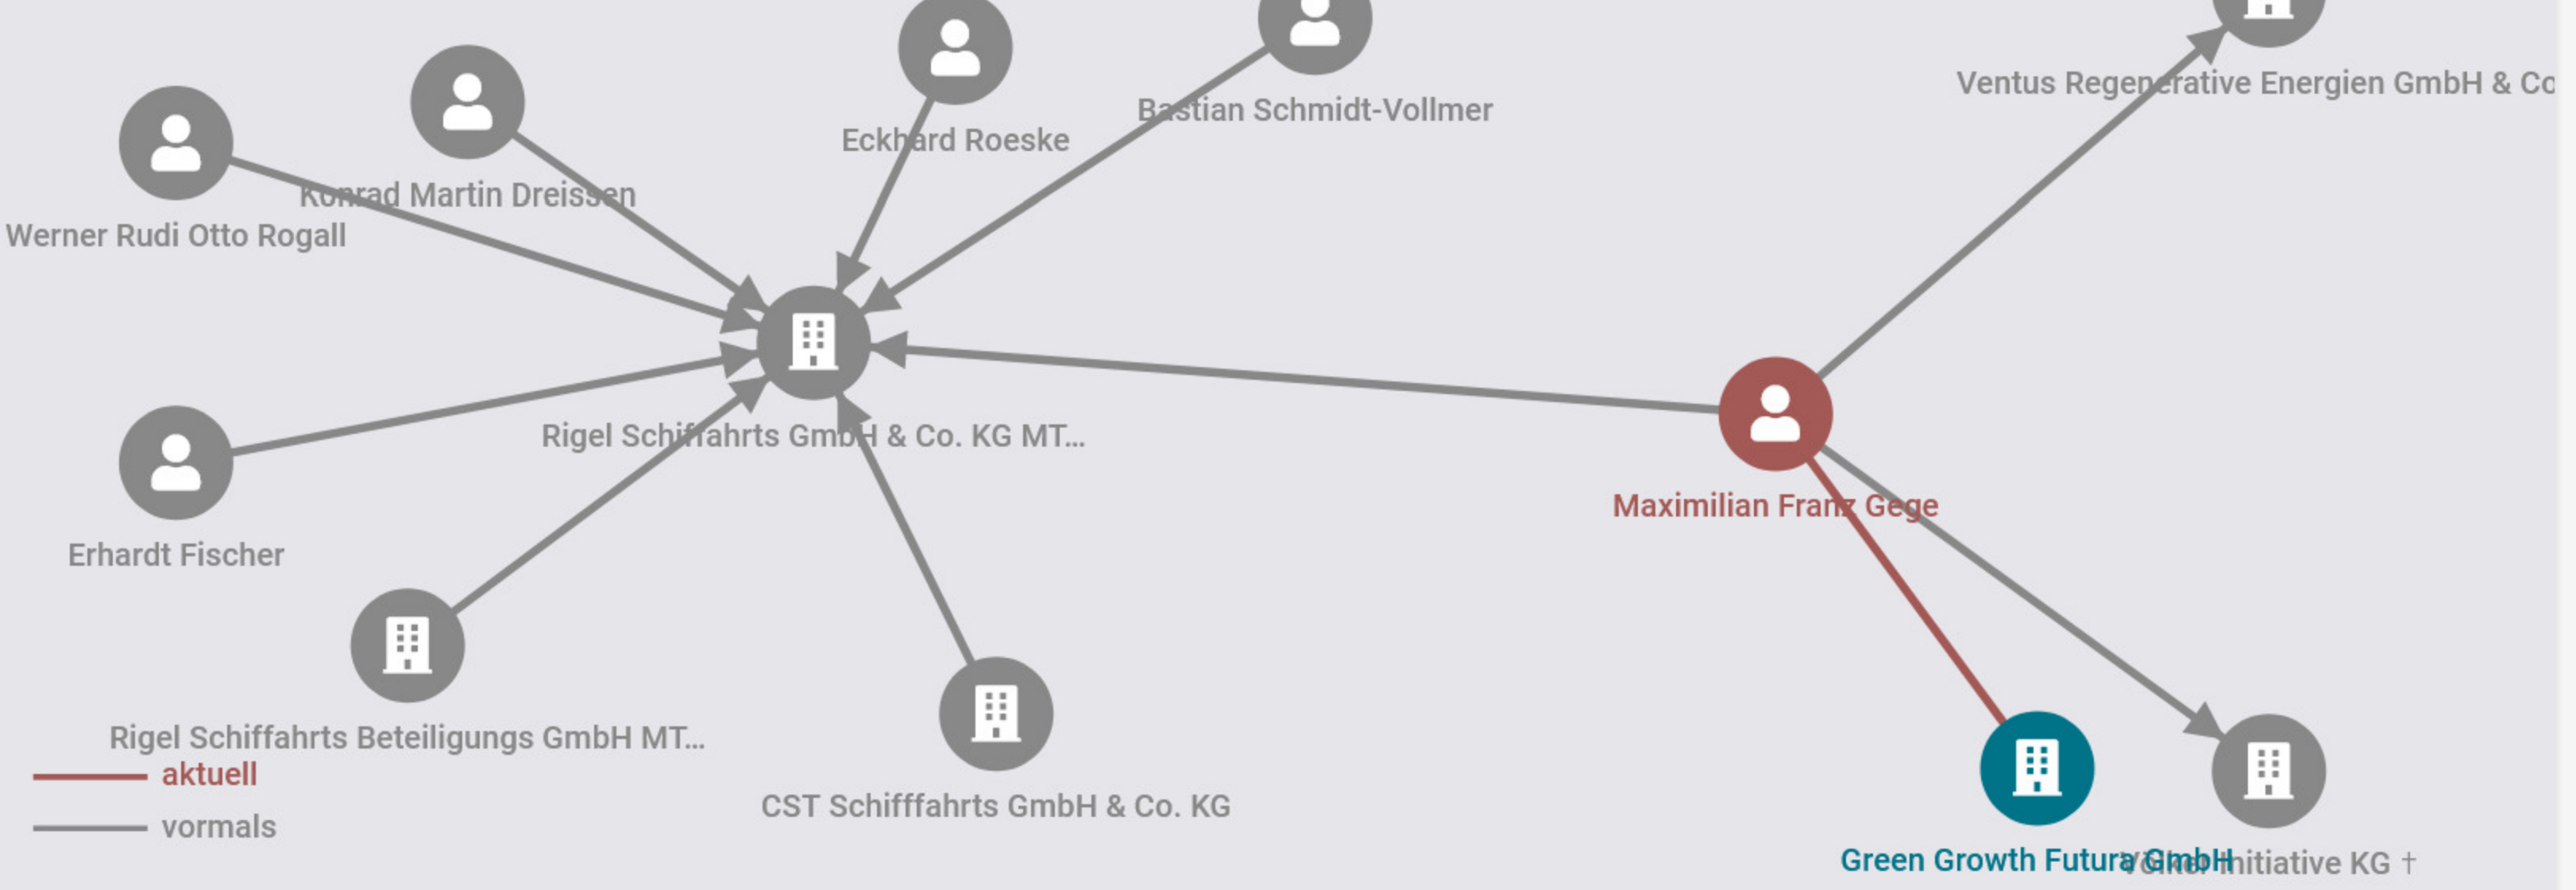 Ventus Regenerative Energien GmbH & Co
Bastian Schmidt-Vollmer
Eckhard Roeske
Konrad Martin Dreissen
Werner Rudi Otto Rogall
Rigel Schiffahrts GmbH & Co. KG MT...
Maximilian Franz Gege
Erhardt Fischer
Rigel Schiffahrts Beteiligungs GmbH MT...
aktuell
CST Schifffahrts GmbH & Co. KG
vormals
Green Growth Futura GmbH
Initiative KG †